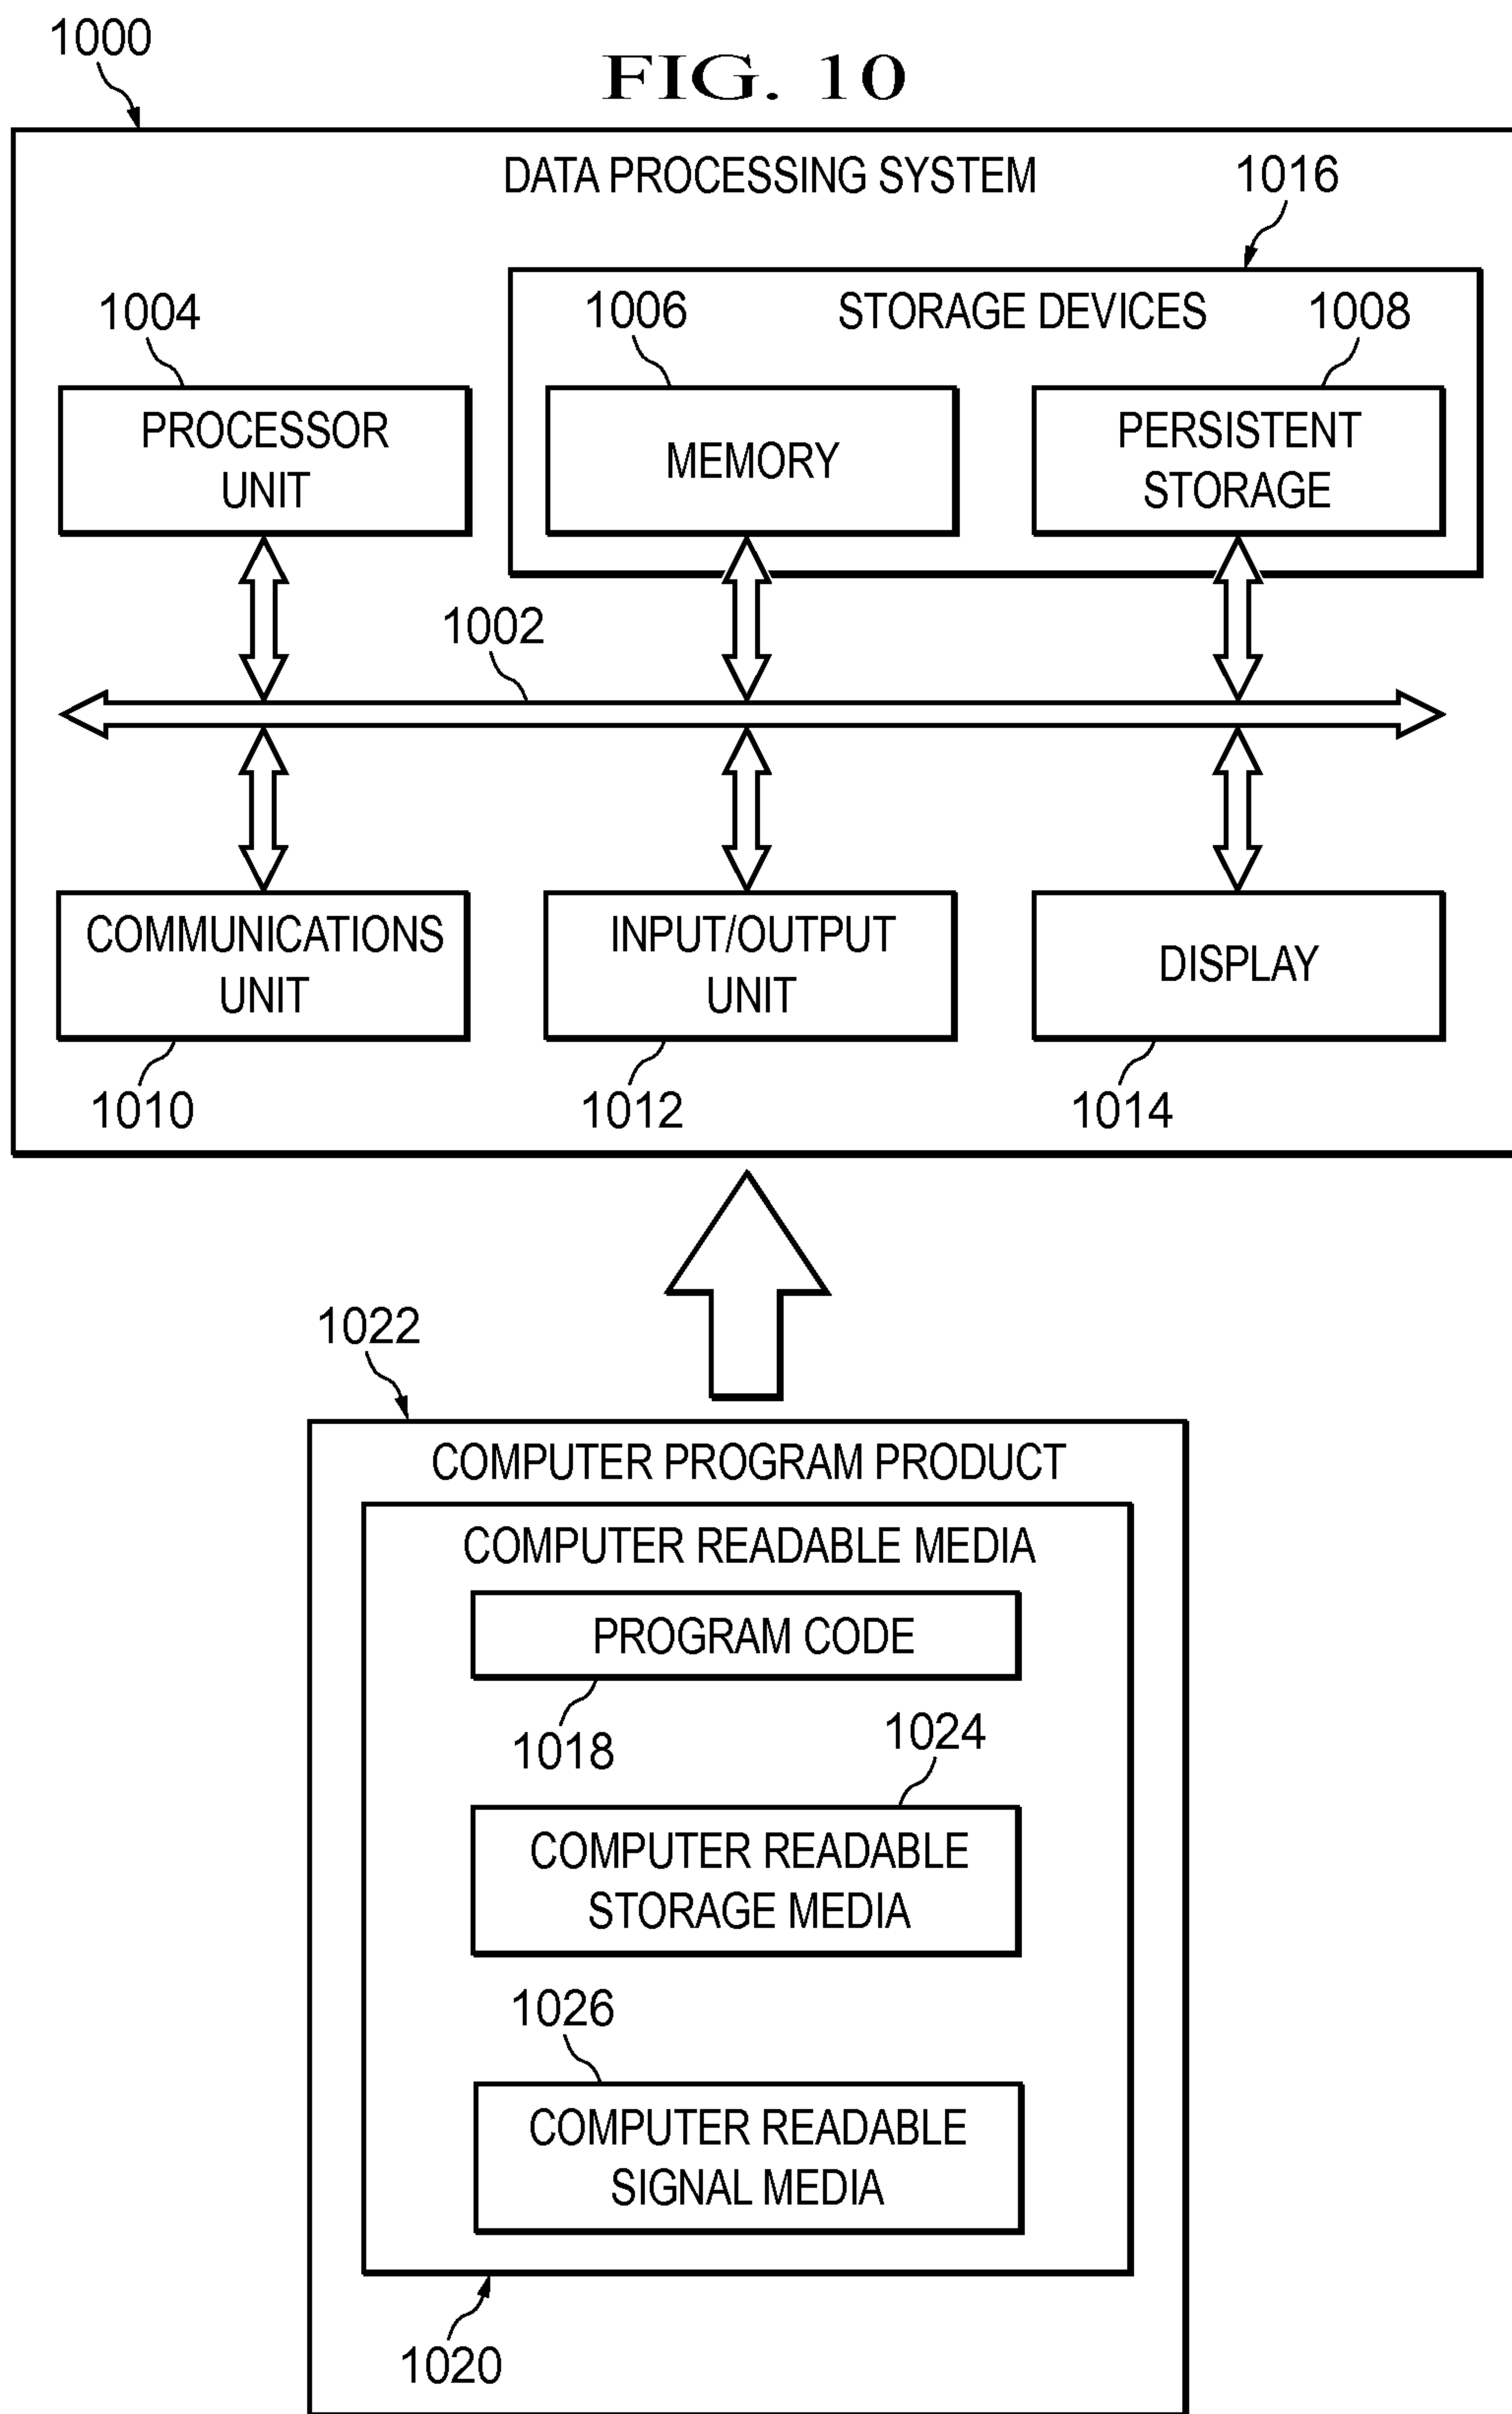 1000
FIG. 10
DATA PROCESSING SYSTEM
1016
1004
1006
STORAGE DEVICES
1008
PROCESSOR
UNIT
MEMORY
PERSISTENT
STORAGE
1002
COMMUNICATIONS
UNIT
INPUT/OUTPUT
UNIT
DISPLAY
1010
1012
1014
1022
COMPUTER PROGRAM PRODUCT
COMPUTER READABLE MEDIA
PROGRAM CODE
1018
1024
COMPUTER READABLE
STORAGE MEDIA
1026
COMPUTER READABLE
SIGNAL MEDIA
1020